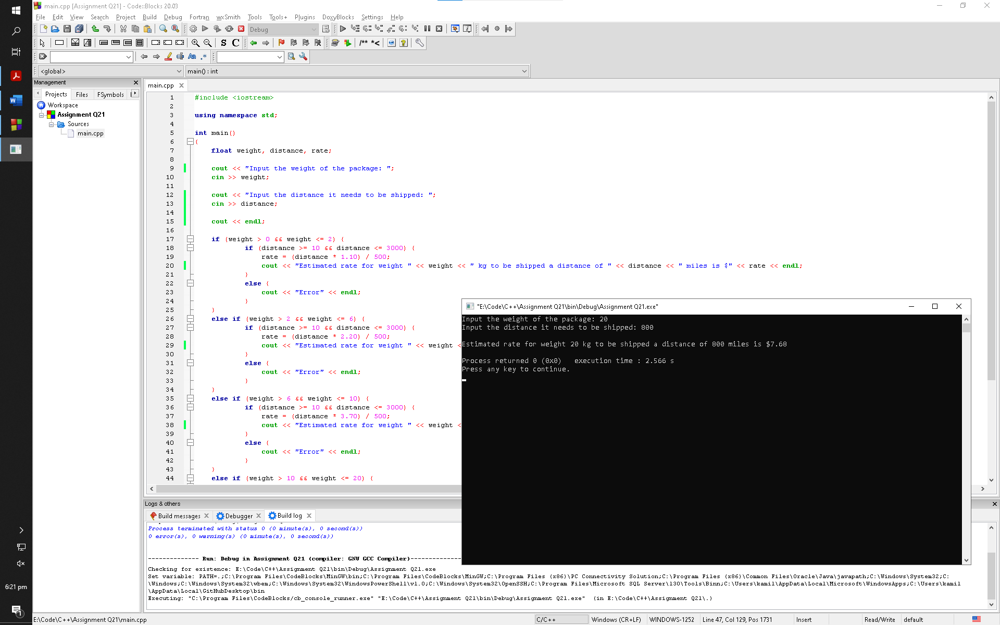 main.cpp [Assignment Q21] - Code::Blocks 20.03
File Edit View Search Project Build Debug Fortran wxSmith Tools Tools+ Plugins DoxyBlocks Settings Help
Debug
S C /** *<
Aa .*
<global> main() : int
Management
Projects Files FSymbols
Workspace
Assignment Q21
Sources
main.cpp
main.cpp
1 #include <iostream>
2
3 using namespace std;
4
5 int main()
6 {
7 float weight, distance, rate;
8
9 cout << "Input the weight of the package: ";
10 cin >> weight;
11
12 cout << "Input the distance it needs to be shipped: ";
13 cin >> distance;
14
15 cout << endl;
16
17 if (weight > 0 && weight <= 2) {
18 if (distance >= 10 && distance <= 3000) {
19 rate = (distance * 1.10) / 500;
20 cout << "Estimated rate for weight " << weight << " kg to be shipped a distance of " << distance << " miles is $" << rate << endl;
21 }
22 else {
23 cout << "Error" << endl;
24 }
25 }
26 else if (weight > 2 && weight <= 6) {
27 if (distance >= 10 && distance <= 3000) {
28 rate = (distance * 2.20) / 500;
29 cout << "Estimated rate for weight " << weight <
30 }
31 else {
32 cout << "Error" << endl;
33 }
34 }
35 else if (weight > 6 && weight <= 10) {
36 if (distance >= 10 && distance <= 3000) {
37 rate = (distance * 3.70) / 500;
38 cout << "Estimated rate for weight " << weight <
39 }
40 else {
41 cout << "Error" << endl;
42 }
43 }
44 else if (weight > 10 && weight <= 20) {
"E:\Code\C++\Assignment Q21\bin\Debug\Assignment Q21.exe"
Input the weight of the package: 20
Input the distance it needs to be shipped: 800
Estimated rate for weight 20 kg to be shipped a distance of 800 miles is $7.68
Process returned 0 (0x0) execution time : 2.566 s
Press any key to continue.
Logs & others
Build messages Debugger Build log
Process terminated with status 0 (0 minute(s), 0 second(s))
0 error(s), 0 warning(s) (0 minute(s), 0 second(s))
-------------- Run: Debug in Assignment Q21 (compiler: GNU GCC Compiler)---------------
Checking for existence: E:\Code\C++\Assignment Q21\bin\Debug\Assignment Q21.exe
Set variable: PATH=.;C:\Program Files\CodeBlocks\MinGW\bin;C:\Program Files\CodeBlocks\MinGW;C:\Program Files (x86)\PC Connectivity Solution;C:\Program Files (x86)\Common Files\Oracle\Java\javapath;C:\Windows\System32;C:
\Windows;C:\Windows\System32\wbem;C:\Windows\System32\WindowsPowerShell\v1.0;C:\Windows\System32\OpenSSH;C:\Program Files\Microsoft SQL Server\130\Tools\Binn;C:\Users\kamil\AppData\Local\Microsoft\WindowsApps;C:\Users\kamil
\AppData\Local\GitHubDesktop\bin
Executing: "C:\Program Files\CodeBlocks/cb_console_runner.exe" "E:\Code\C++\Assignment Q21\bin\Debug\Assignment Q21.exe" (in E:\Code\C++\Assignment Q21\.)
6:21 pm
1
E:\Code\C++\Assignment Q21\main.cpp C/C++ Windows (CR+LF) WINDOWS-1252 Line 47, Col 129, Pos 1731 Insert Read/Write default